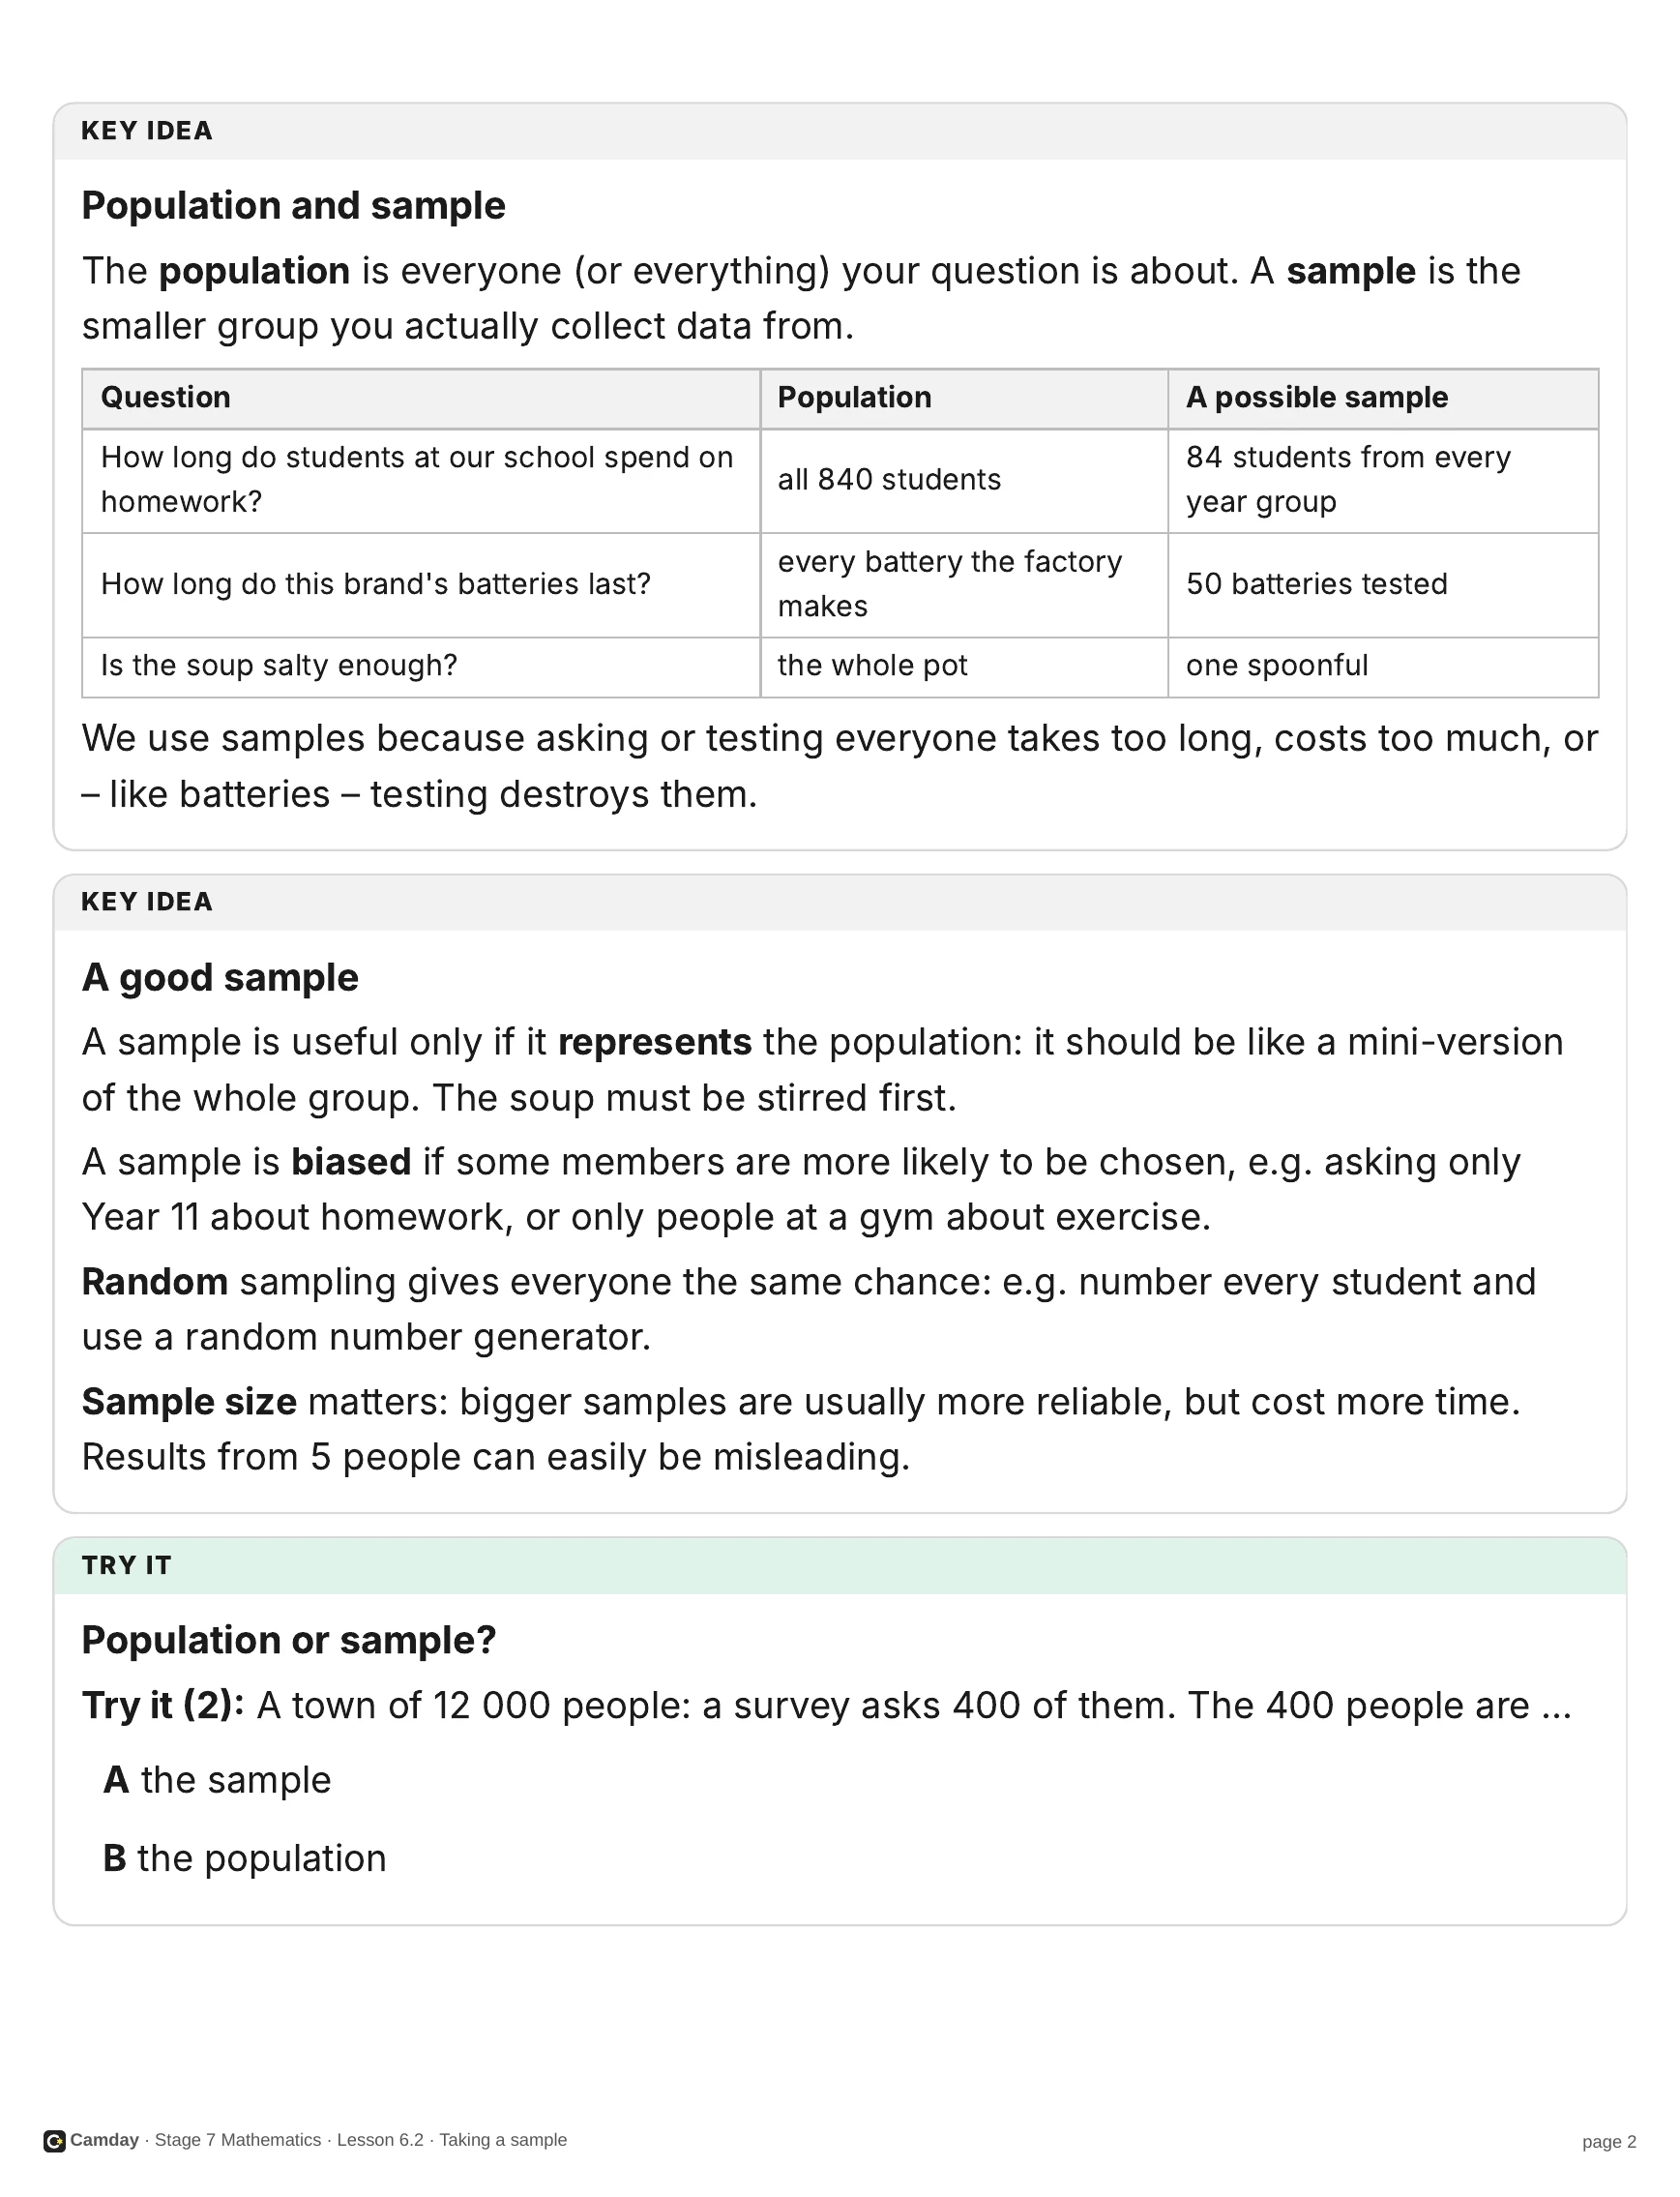 KEY IDEA
Population and sample
The population is everyone (or everything) your question is about. A sample is the
smaller group you actually collect data from.
Question Population A possible sample
How long do students at our school spend on homework? all 840 students 84 students from every year group
How long do this brand's batteries last? every battery the factory makes 50 batteries tested
Is the soup salty enough? the whole pot one spoonful
We use samples because asking or testing everyone takes too long, costs too much, or
– like batteries – testing destroys them.
KEY IDEA
A good sample
A sample is useful only if it represents the population: it should be like a mini-version
of the whole group. The soup must be stirred first.
A sample is biased if some members are more likely to be chosen, e.g. asking only
Year 11 about homework, or only people at a gym about exercise.
Random sampling gives everyone the same chance: e.g. number every student and
use a random number generator.
Sample size matters: bigger samples are usually more reliable, but cost more time.
Results from 5 people can easily be misleading.
TRY IT
Population or sample?
Try it (2): A town of 12 000 people: a survey asks 400 of them. The 400 people are ...
A the sample
B the population
Camday · Stage 7 Mathematics · Lesson 6.2 · Taking a sample
page 2